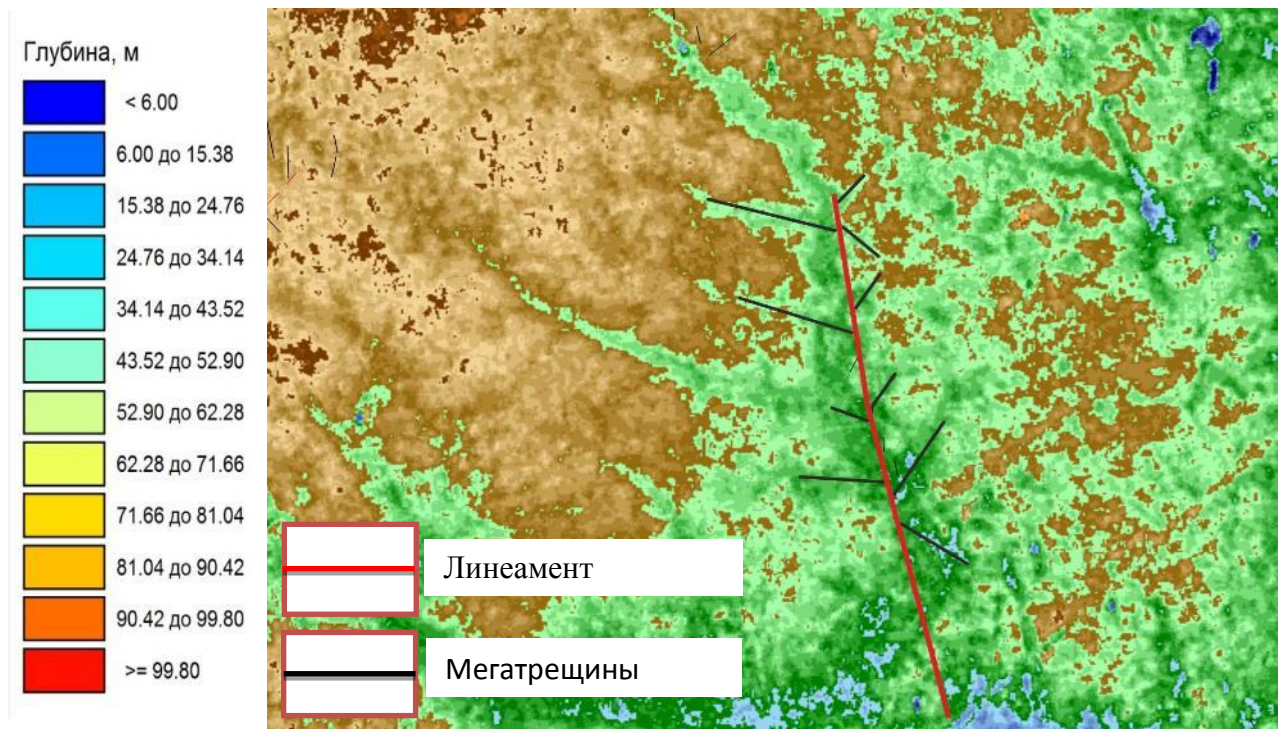 Глубина, м
< 6.00
6.00 до 15.38
15.38 до 24.76
24.76 до 34.14
34.14 до 43.52
43.52 до 52.90
52.90 до 62.28
62.28 до 71.66
71.66 до 81.04
81.04 до 90.42
90.42 до 99.80
>= 99.80
Линеамент
Мегатрещины